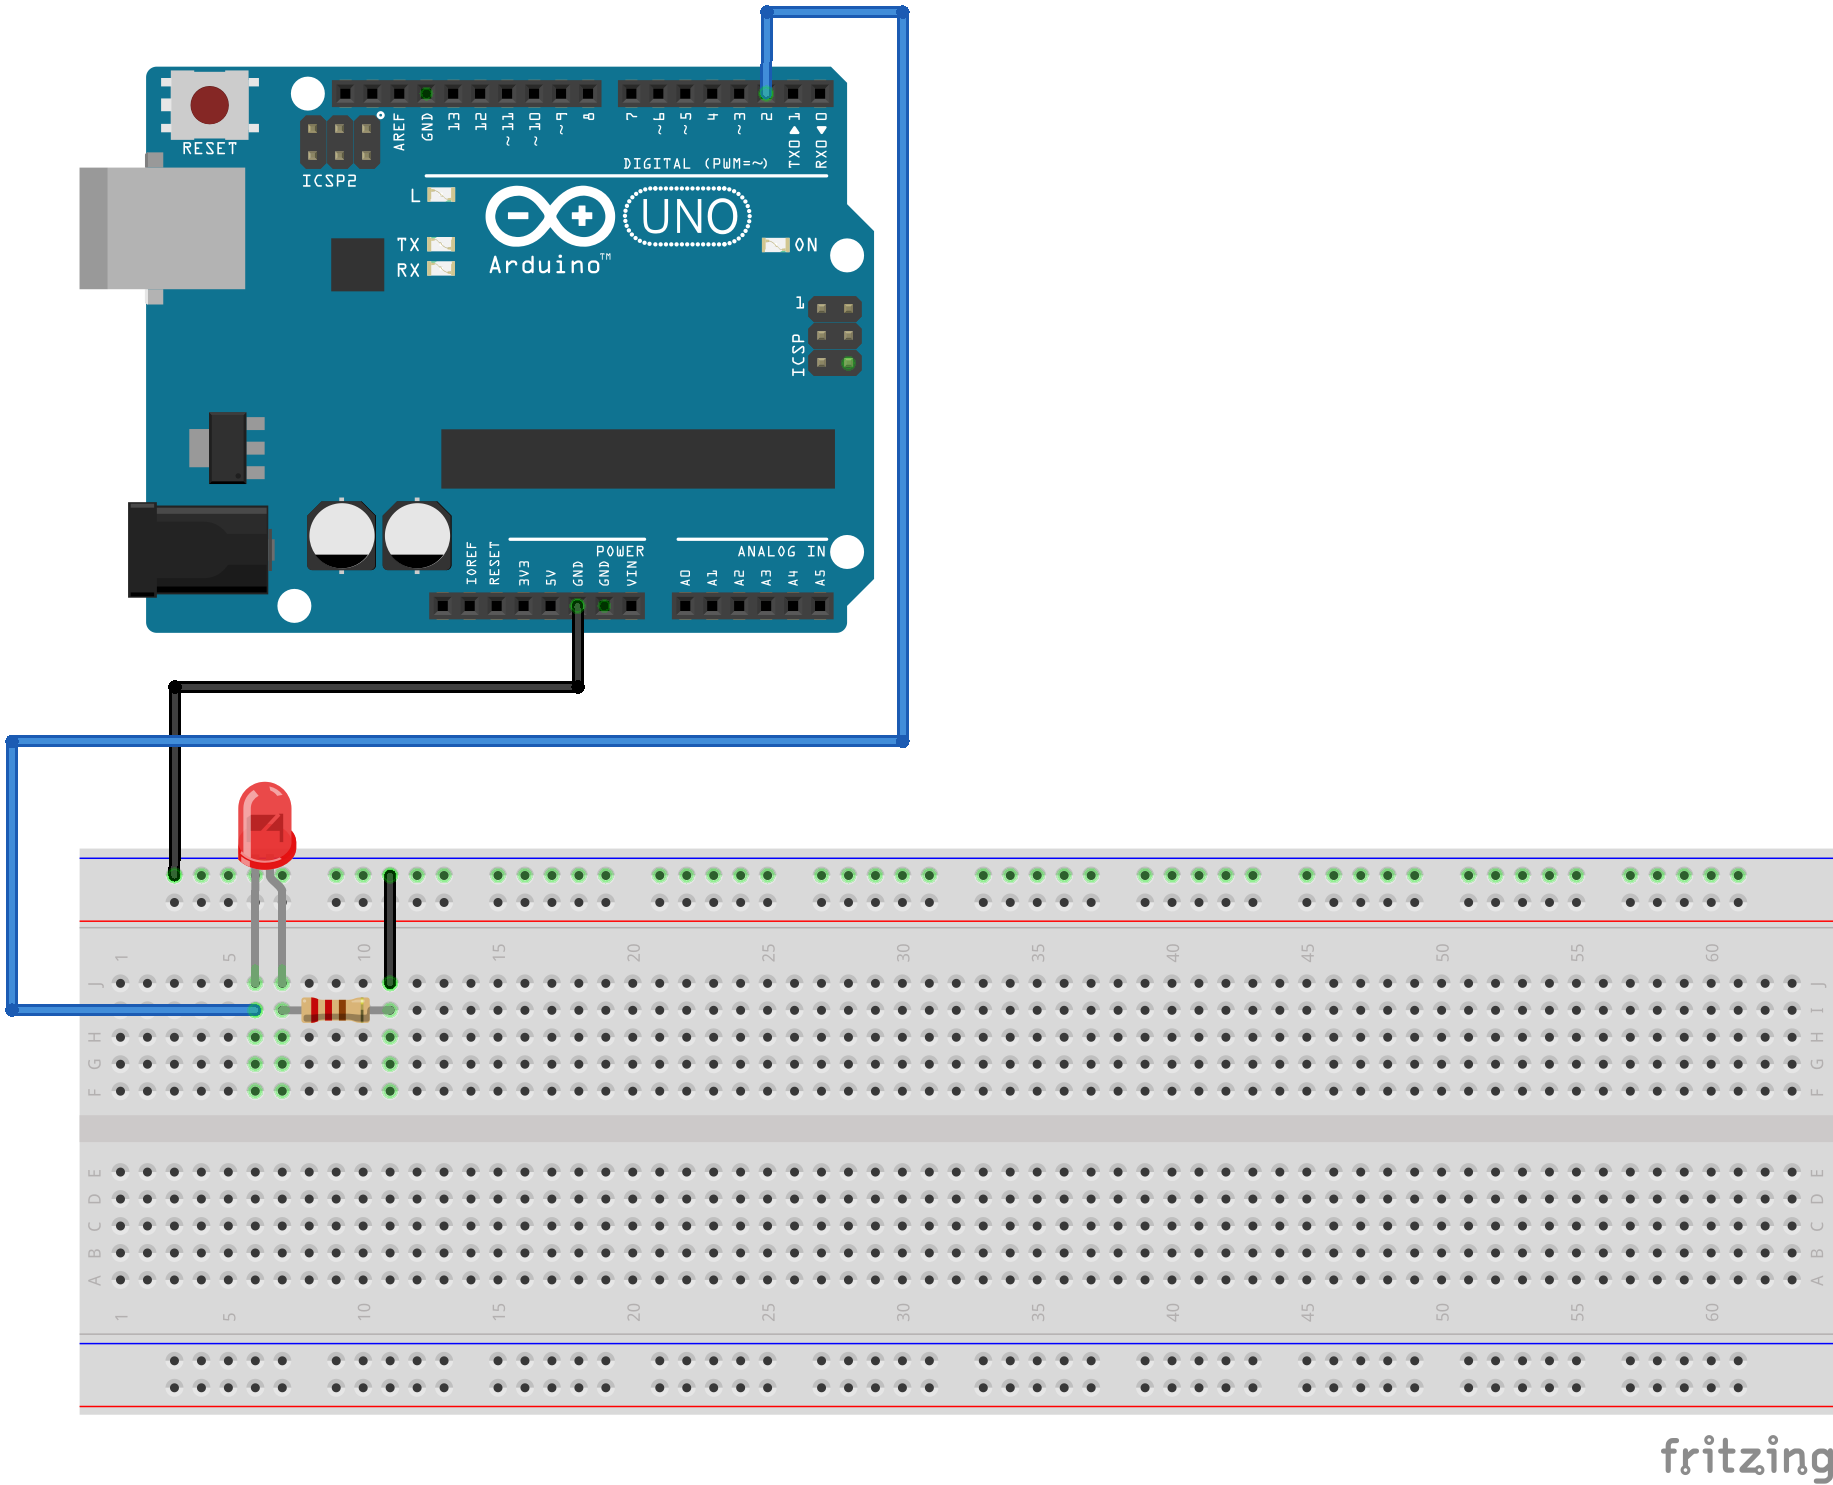 RESET
ICSP2
AREF
GND
13
12
~11
~10
~9
8
7
~6
~5
4
~3
2
TX0▶1
RX0◀0
DIGITAL (PWM=~)
L
TX
RX
UNO
Arduino™
ON
1
ICSP
POWER
ANALOG IN
IOREF
RESET
3V3
5V
GND
GND
VIN
A0
A1
A2
A3
A4
A5
1 5 10 15 20 25 30 35 40 45 50 55 60
J J
I
H H
G G
F F
E E
D D
C C
B B
A A
1 5 10 15 20 25 30 35 40 45 50 55 60
fritzing